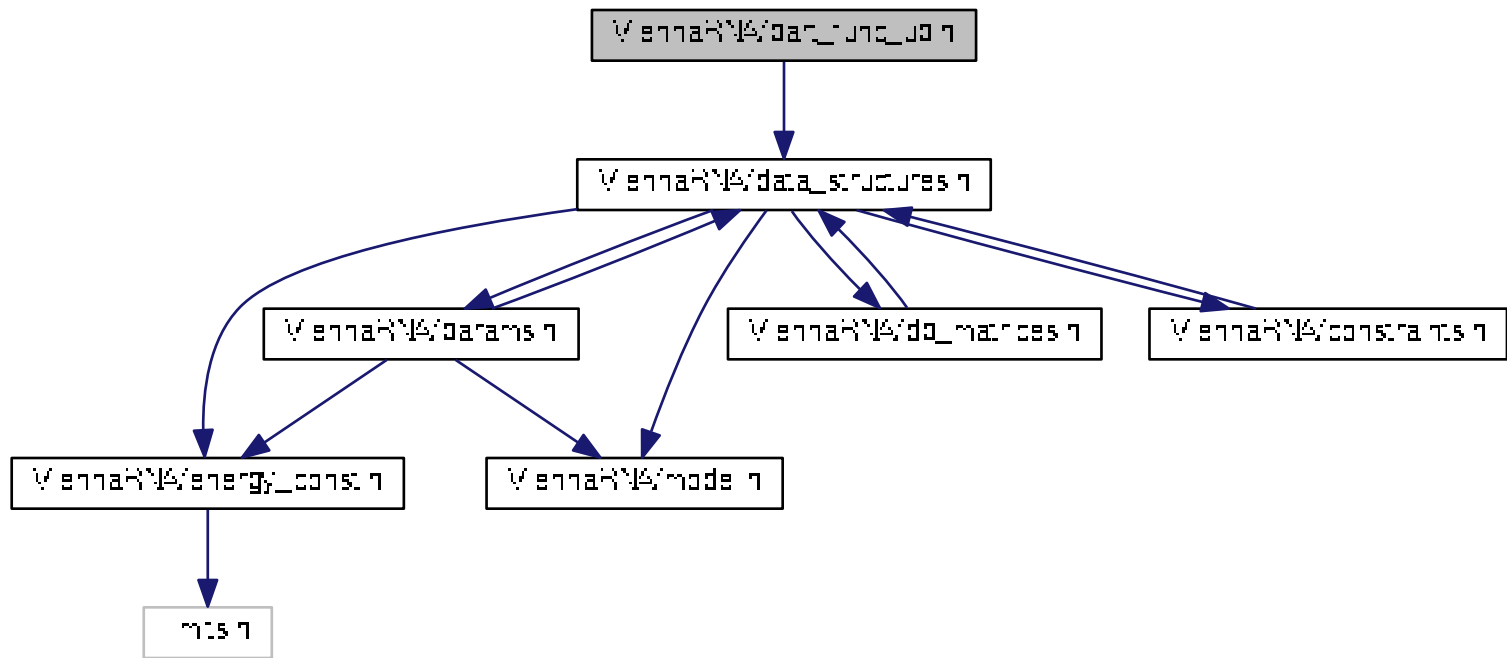 ViennaRNA/part_func_up.h
ViennaRNA/data_structures.h
ViennaRNA/params.h
ViennaRNA/dp_matrices.h
ViennaRNA/constraints.h
ViennaRNA/energy_const.h
ViennaRNA/model.h
limits.h